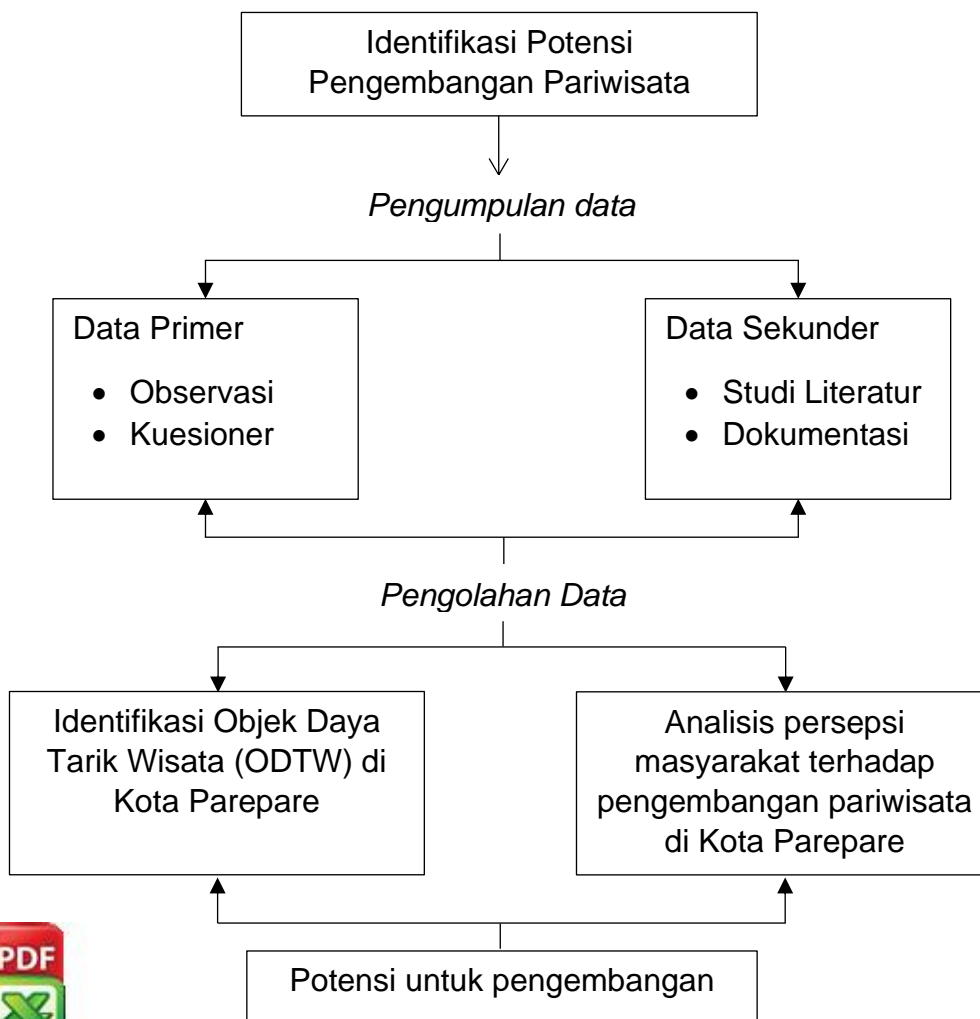 Identifikasi Potensi
Pengembangan Pariwisata
Pengumpulan data
Data Primer
• Observasi
• Kuesioner
Data Sekunder
• Studi Literatur
• Dokumentasi
Pengolahan Data
Identifikasi Objek Daya
Tarik Wisata (ODTW) di
Kota Parepare
Analisis persepsi
masyarakat terhadap
pengembangan pariwisata
di Kota Parepare
PDF
Potensi untuk pengembangan